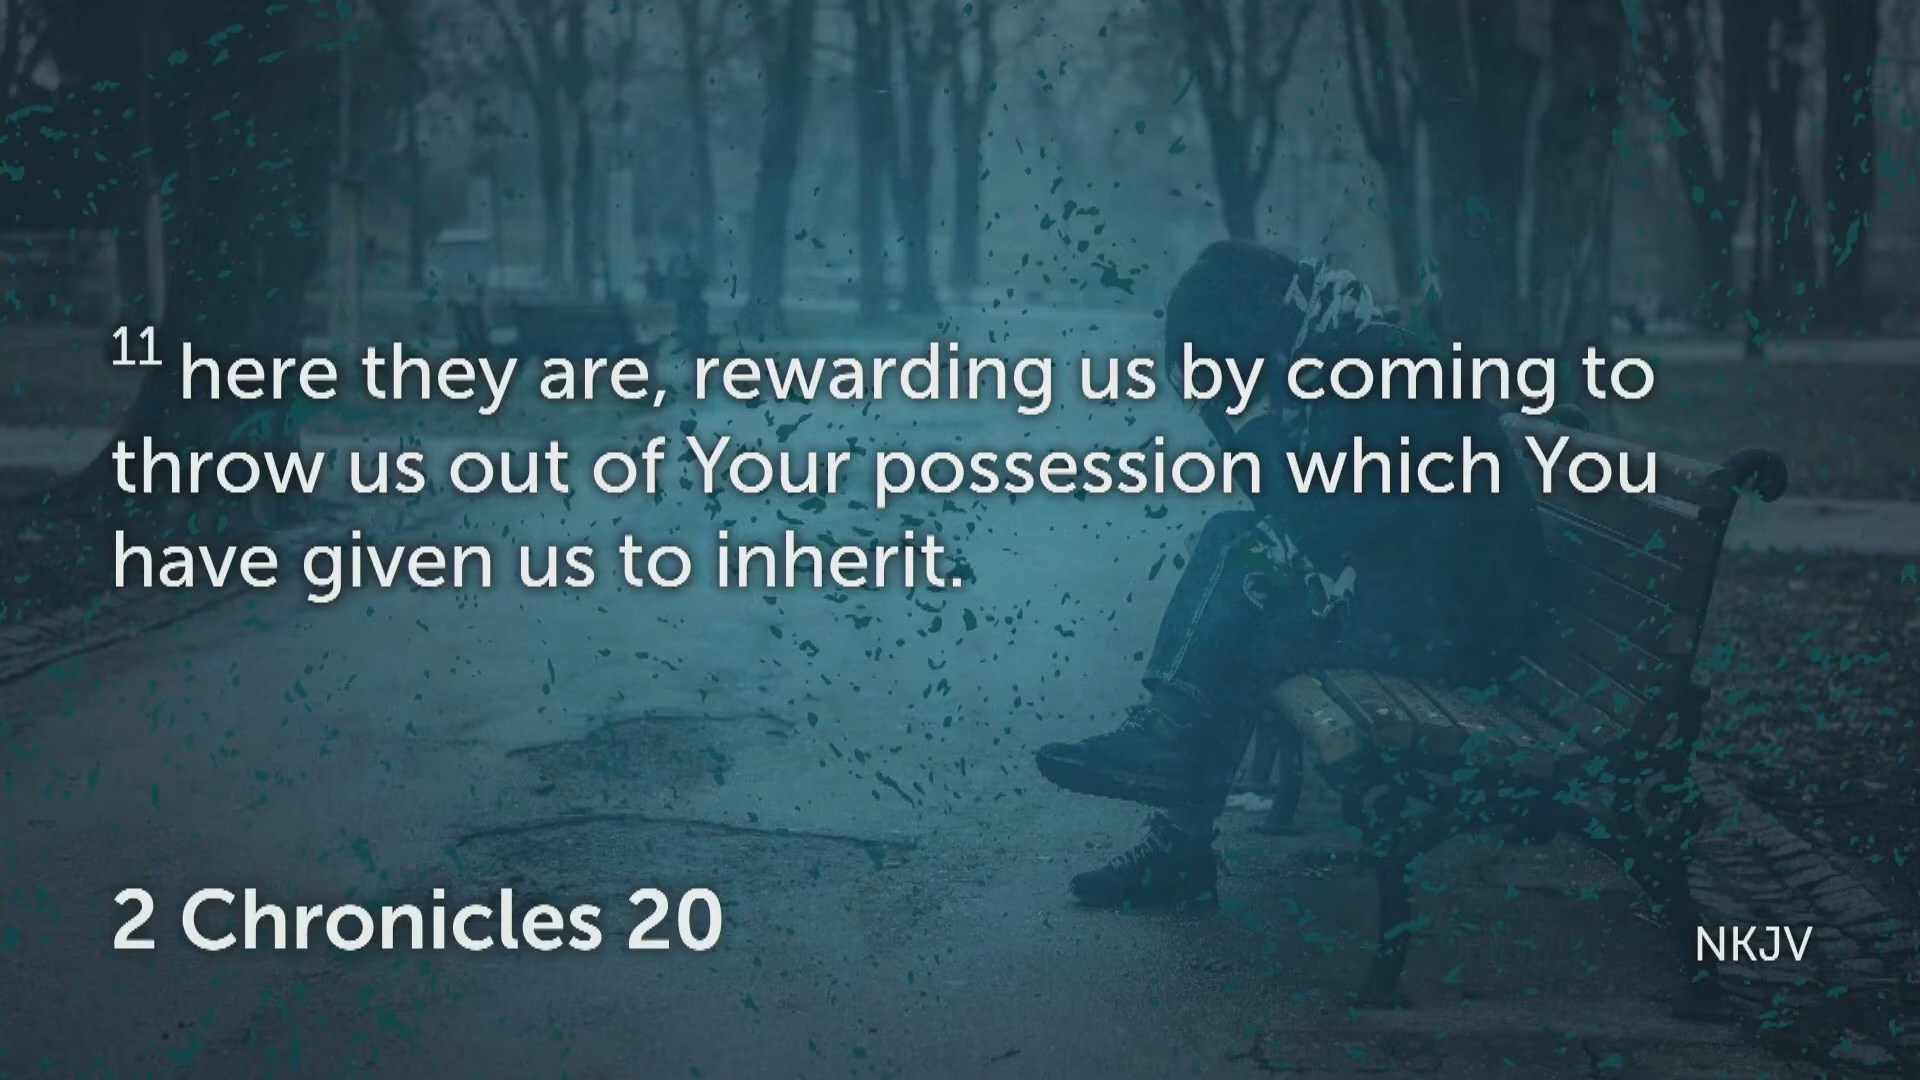 11 here they are, rewarding us by coming to
throw us out of Your possession which You
have given us to inherit.
2 Chronicles 20
NKJV